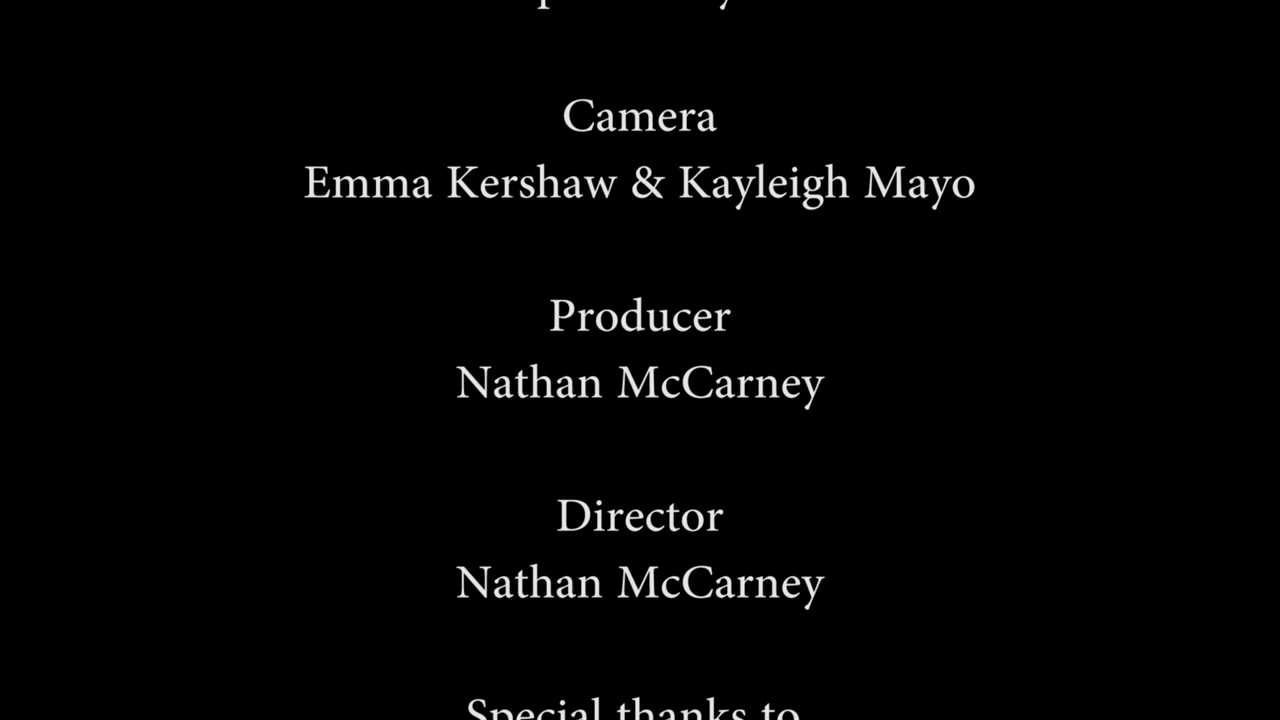 Camera
Emma Kershaw & Kayleigh Mayo
Producer
Nathan McCarney
Director
Nathan McCarney
Special thanks to